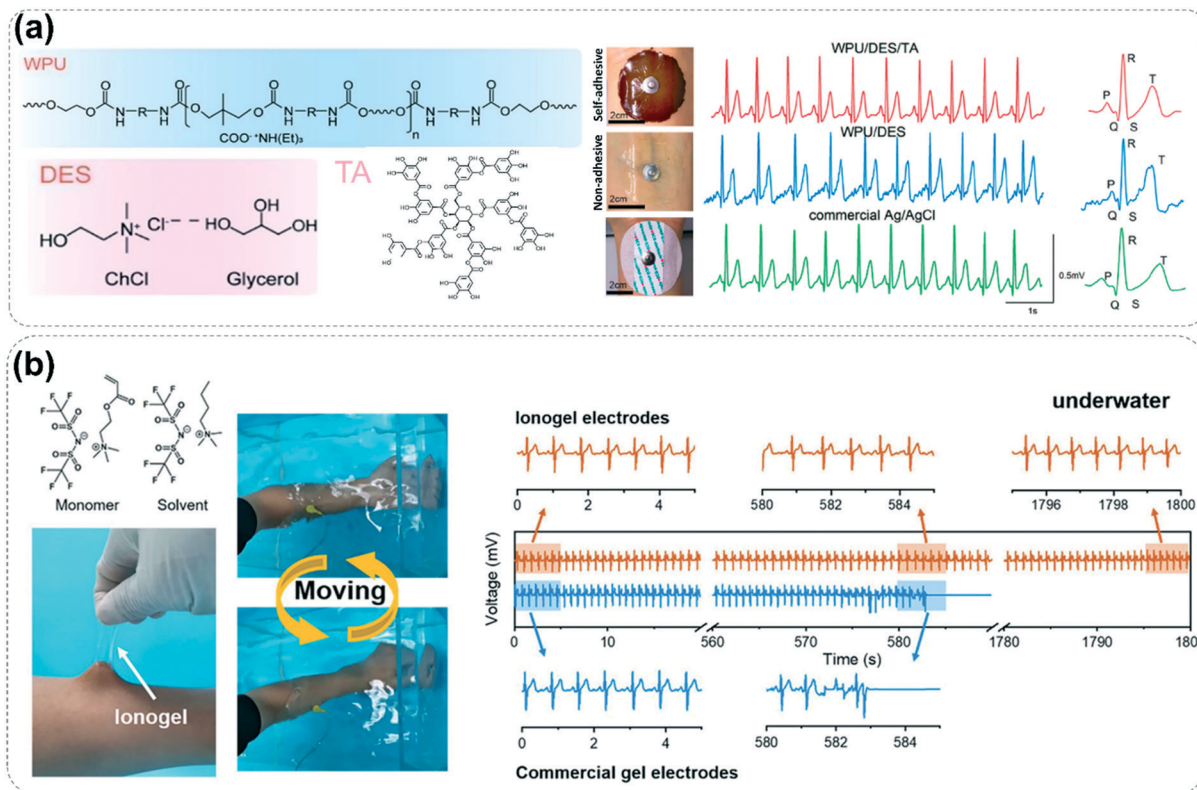 (a)
WPU
O
O
O
O
O
O
O
O
N
H
R
N
H
O
O
N
H
R
N
H
O
N
H
R
N
H
O
O
n
COO⁻⁺NH(Et)₃
DES
HO
N⁺
Cl⁻
HO
OH
OH
ChCl
Glycerol
TA
Self-adhesive
2cm
Non-adhesive
2cm
2cm
WPU/DES/TA
WPU/DES
commercial Ag/AgCl
0.5mV
1s
P
R
T
Q
S
P
R
T
Q
S
P
R
T
Q
S
(b)
Monomer
Solvent
Ionogel
Moving
Ionogel electrodes
underwater
0 2 4
580 582 584
1796 1798 1800
Voltage (mV)
0 10 560 570 580 1780 1790 180
Time (s)
0 2 4
580 582 584
Commercial gel electrodes